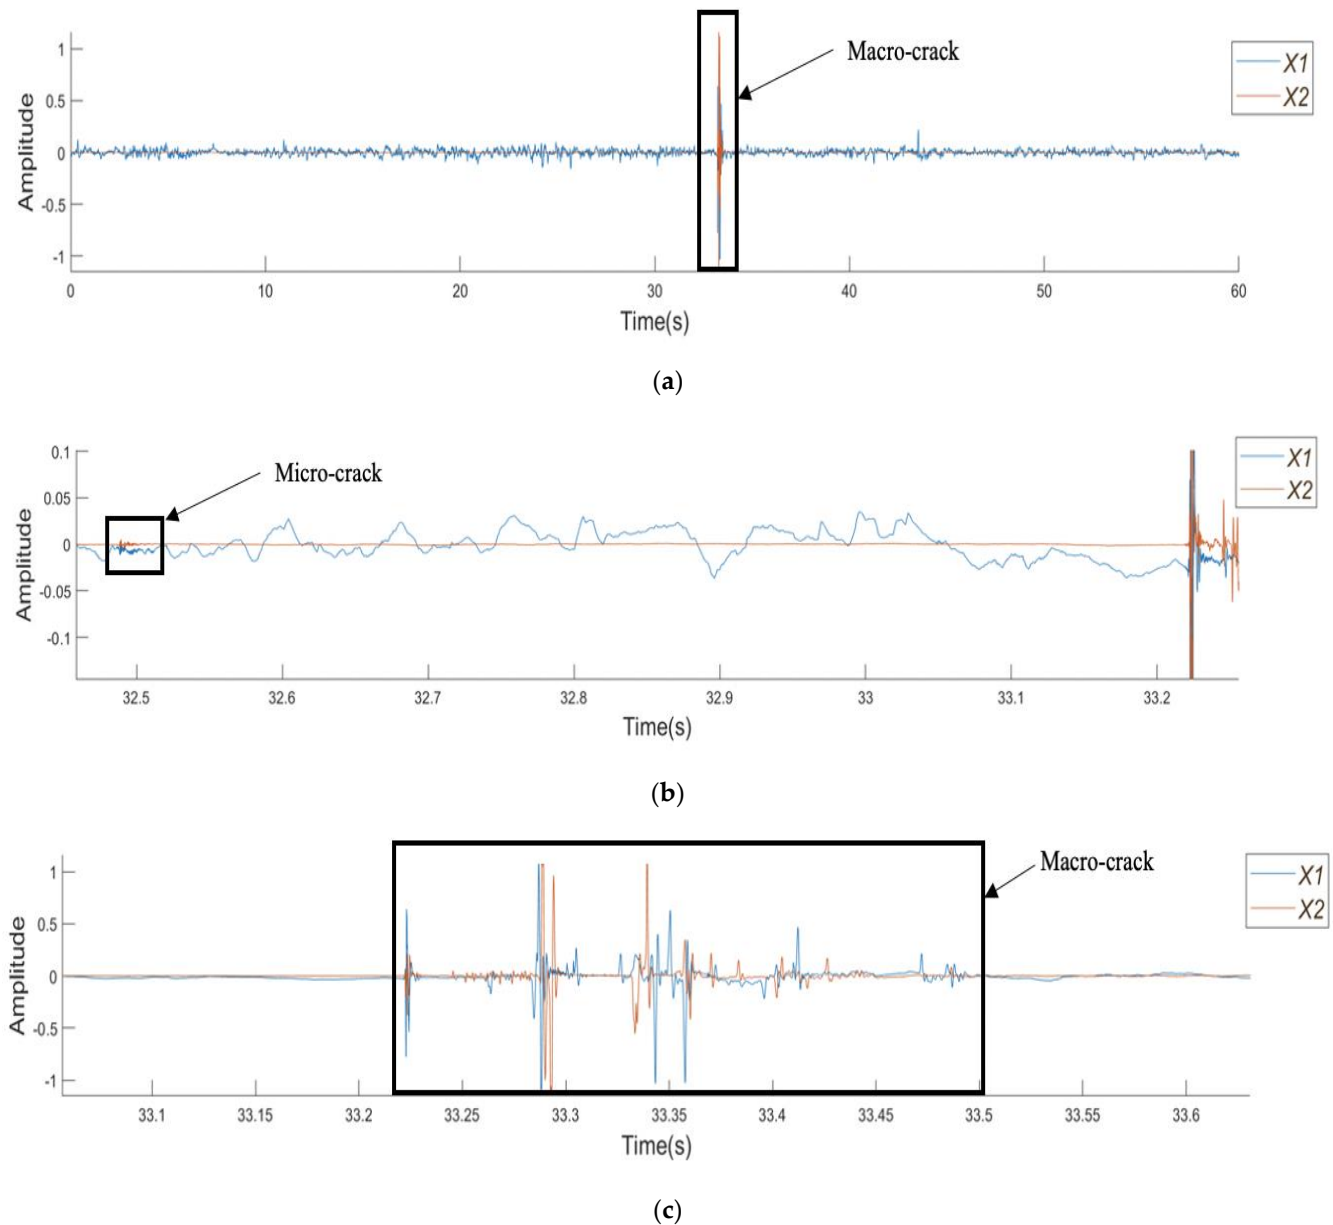 Macro-crack
X1
X2
Amplitude
1
0.5
0
-0.5
-1
0 10 20 30 40 50 60
Time(s)
(a)
Micro-crack
X1
X2
Amplitude
0.1
0.05
0
-0.05
-0.1
32.5 32.6 32.7 32.8 32.9 33 33.1 33.2
Time(s)
(b)
Macro-crack
X1
X2
Amplitude
1
0.5
0
-0.5
-1
33.1 33.15 33.2 33.25 33.3 33.35 33.4 33.45 33.5 33.55 33.6
Time(s)
(c)